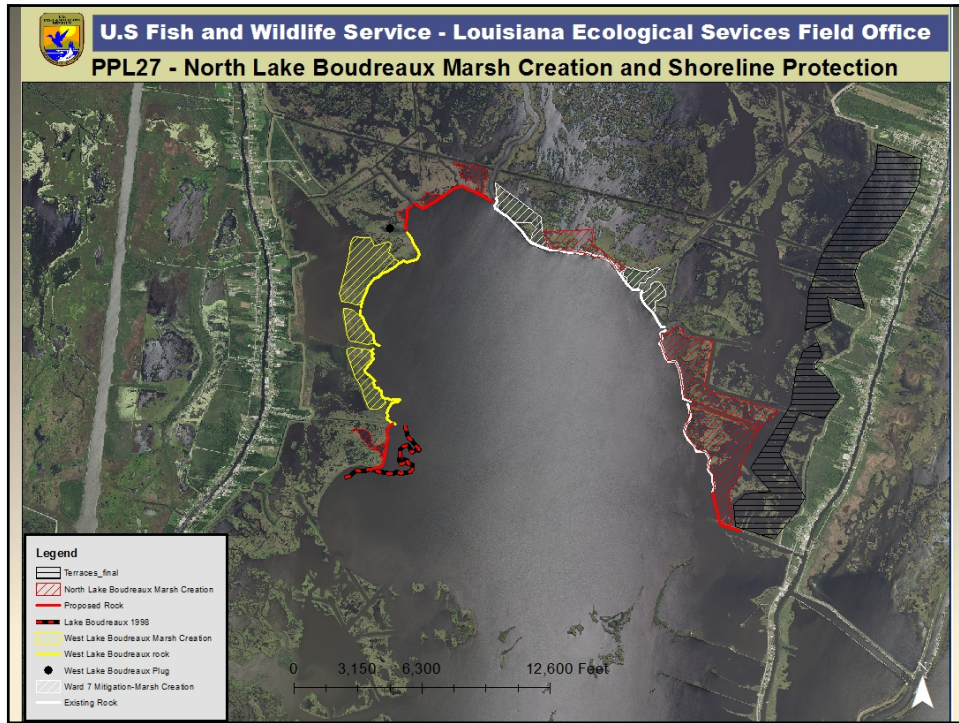 U.S Fish and Wildlife Service - Louisiana Ecological Sevices Field Office
PPL27 - North Lake Boudreaux Marsh Creation and Shoreline Protection
Legend
Terraces_final
North Lake Boudreaux Marsh Creation
Proposed Rock
Lake Boudreaux 1998
West Lake Boudreaux Marsh Creation
West Lake Boudreaux rock
West Lake Boudreaux Plug
Ward 7 Mitigation-Marsh Creation
Existing Rock
0 3,150 6,300 12,600 Feet